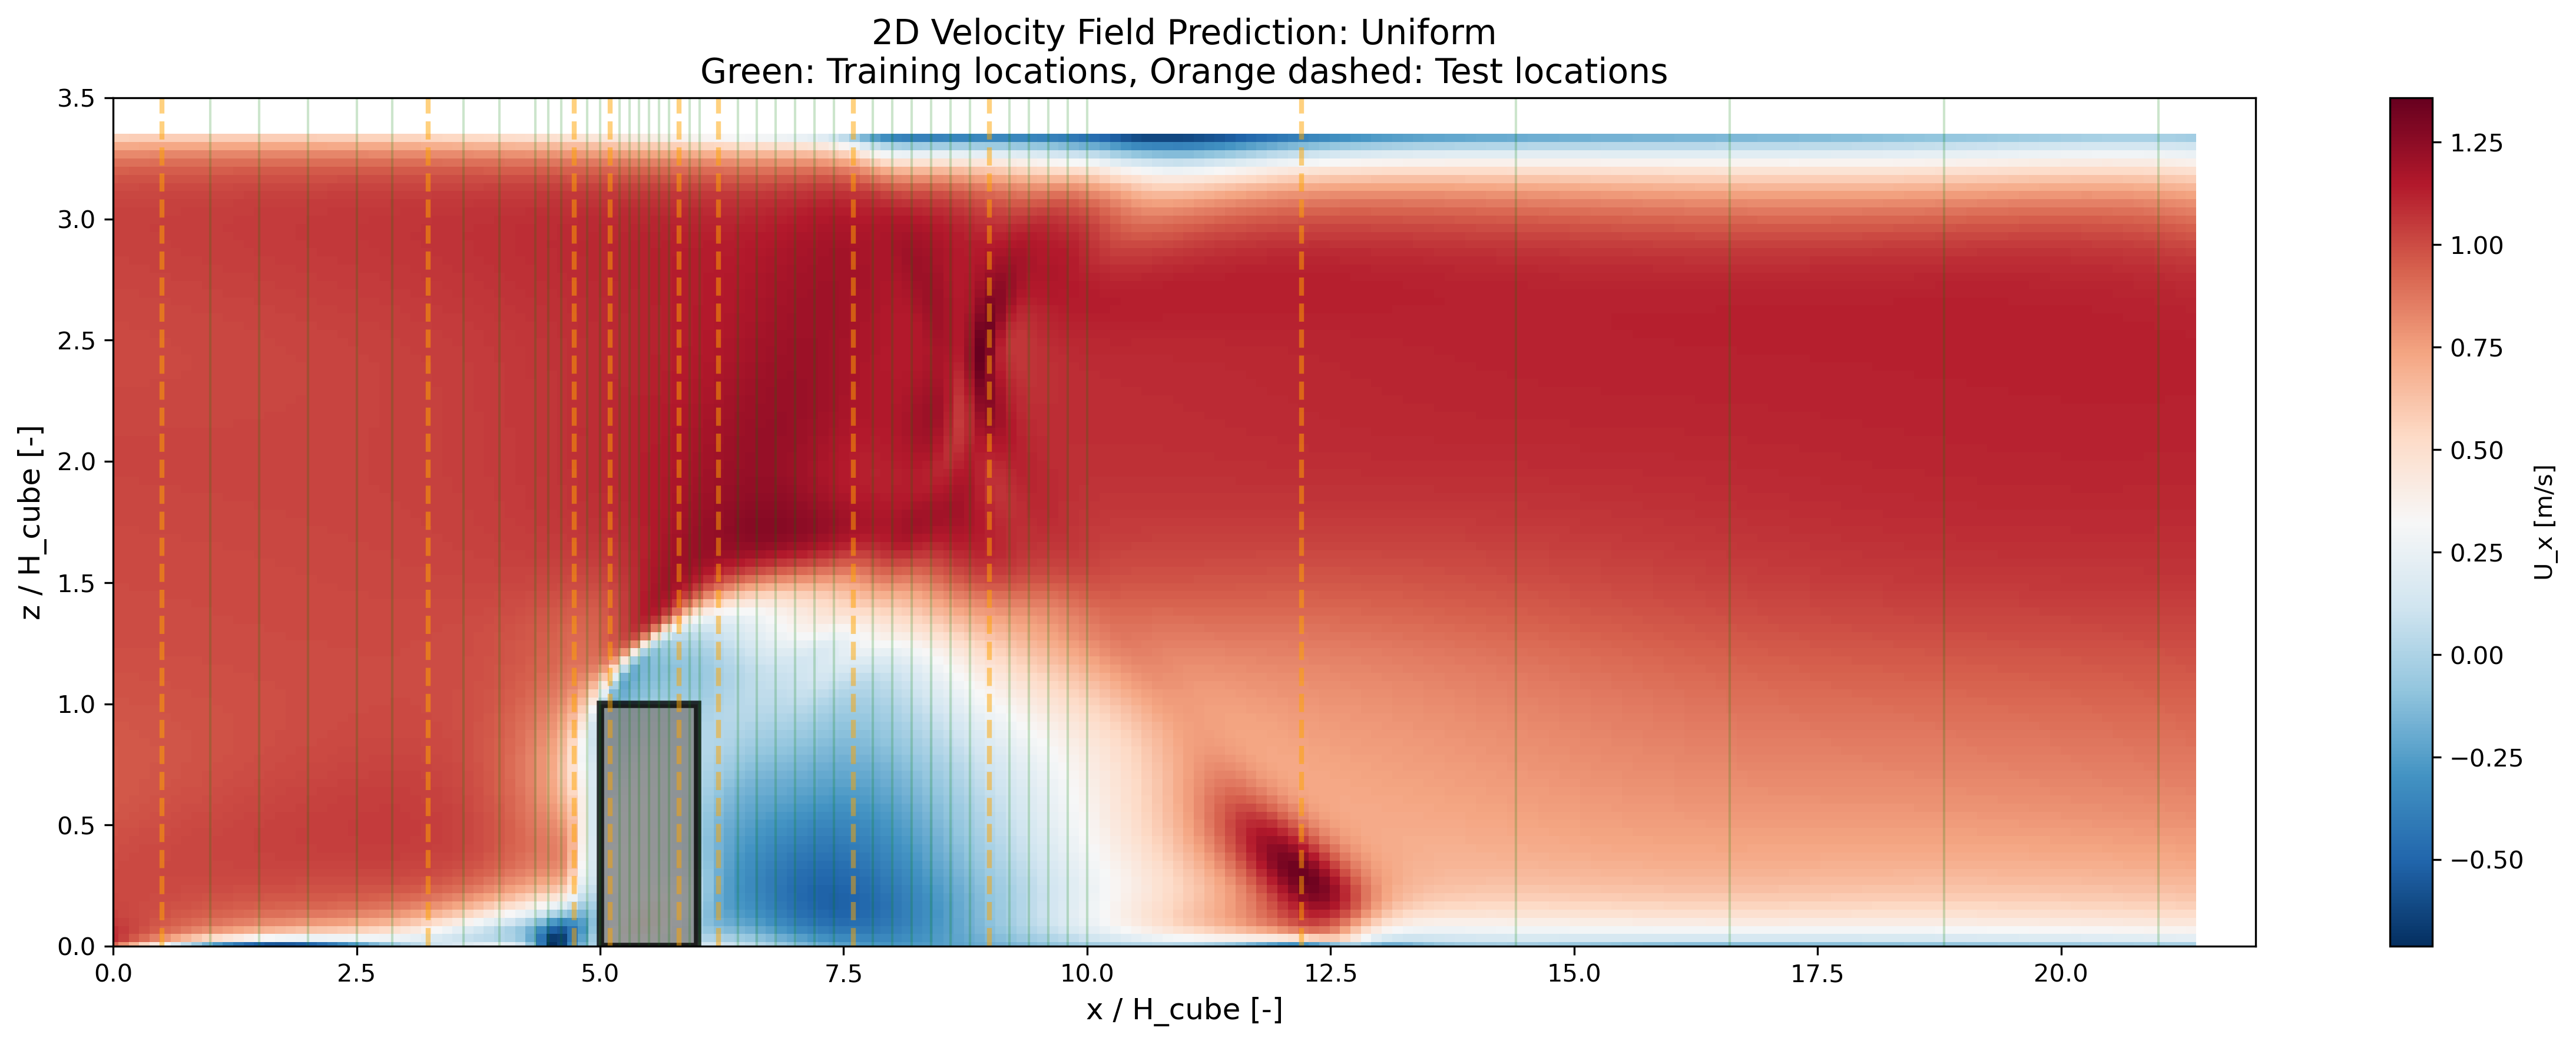 2D Velocity Field Prediction: Uniform
Green: Training locations, Orange dashed: Test locations
3.5
3.0
2.5
2.0
1.5
1.0
0.5
0.0
z / H_cube [-]
0.0 2.5 5.0 7.5 10.0 12.5 15.0 17.5 20.0
x / H_cube [-]
1.25
1.00
0.75
0.50
0.25
0.00
−0.25
−0.50
U_x [m/s]